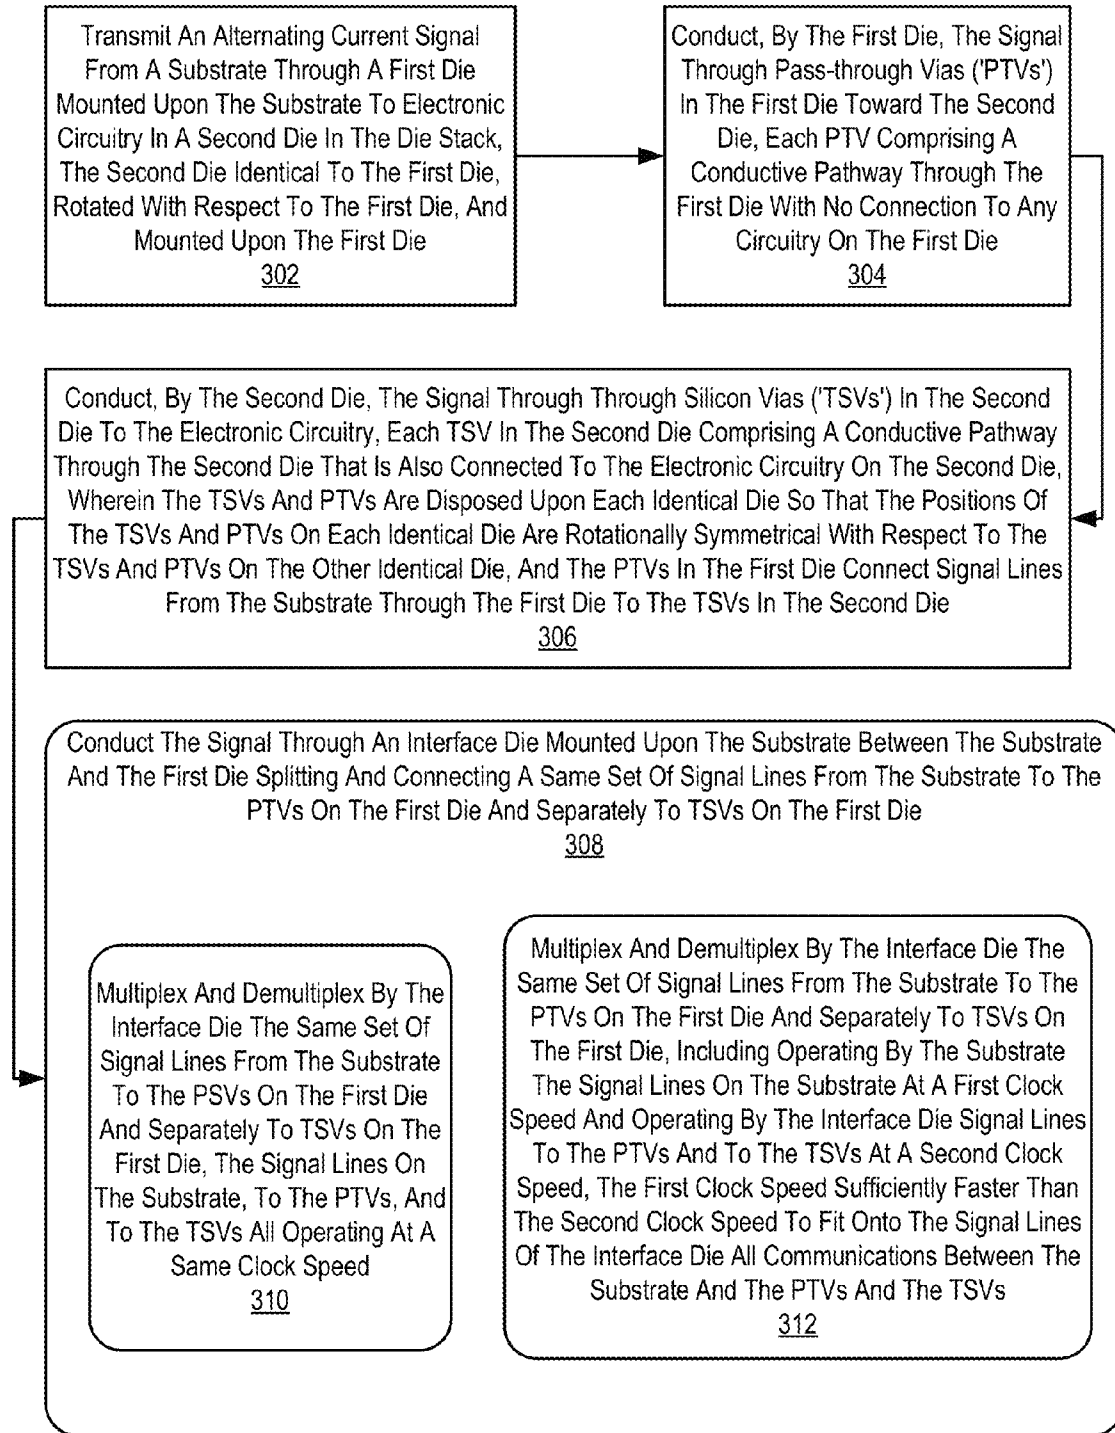 Transmit An Alternating Current Signal
From A Substrate Through A First Die
Mounted Upon The Substrate To Electronic
Circuitry In A Second Die In The Die Stack,
The Second Die Identical To The First Die,
Rotated With Respect To The First Die, And
Mounted Upon The First Die
302
Conduct, By The First Die, The Signal
Through Pass-through Vias ('PTVs')
In The First Die Toward The Second
Die, Each PTV Comprising A
Conductive Pathway Through The
First Die With No Connection To Any
Circuitry On The First Die
304
Conduct, By The Second Die, The Signal Through Through Silicon Vias ('TSVs') In The Second
Die To The Electronic Circuitry, Each TSV In The Second Die Comprising A Conductive Pathway
Through The Second Die That Is Also Connected To The Electronic Circuitry On The Second Die,
Wherein The TSVs And PTVs Are Disposed Upon Each Identical Die So That The Positions Of
The TSVs And PTVs On Each Identical Die Are Rotationally Symmetrical With Respect To The
TSVs And PTVs On The Other Identical Die, And The PTVs In The First Die Connect Signal Lines
From The Substrate Through The First Die To The TSVs In The Second Die
306
Conduct The Signal Through An Interface Die Mounted Upon The Substrate Between The Substrate
And The First Die Splitting And Connecting A Same Set Of Signal Lines From The Substrate To The
PTVs On The First Die And Separately To TSVs On The First Die
308
Multiplex And Demultiplex By The
Interface Die The Same Set Of
Signal Lines From The Substrate
To The PSVs On The First Die
And Separately To TSVs On The
First Die, The Signal Lines On
The Substrate, To The PTVs, And
To The TSVs All Operating At A
Same Clock Speed
310
Multiplex And Demultiplex By The Interface Die The
Same Set Of Signal Lines From The Substrate To The
PTVs On The First Die And Separately To TSVs On
The First Die, Including Operating By The Substrate
The Signal Lines On The Substrate At A First Clock
Speed And Operating By The Interface Die Signal Lines
To The PTVs And To The TSVs At A Second Clock
Speed, The First Clock Speed Sufficiently Faster Than
The Second Clock Speed To Fit Onto The Signal Lines
Of The Interface Die All Communications Between The
Substrate And The PTVs And The TSVs
312